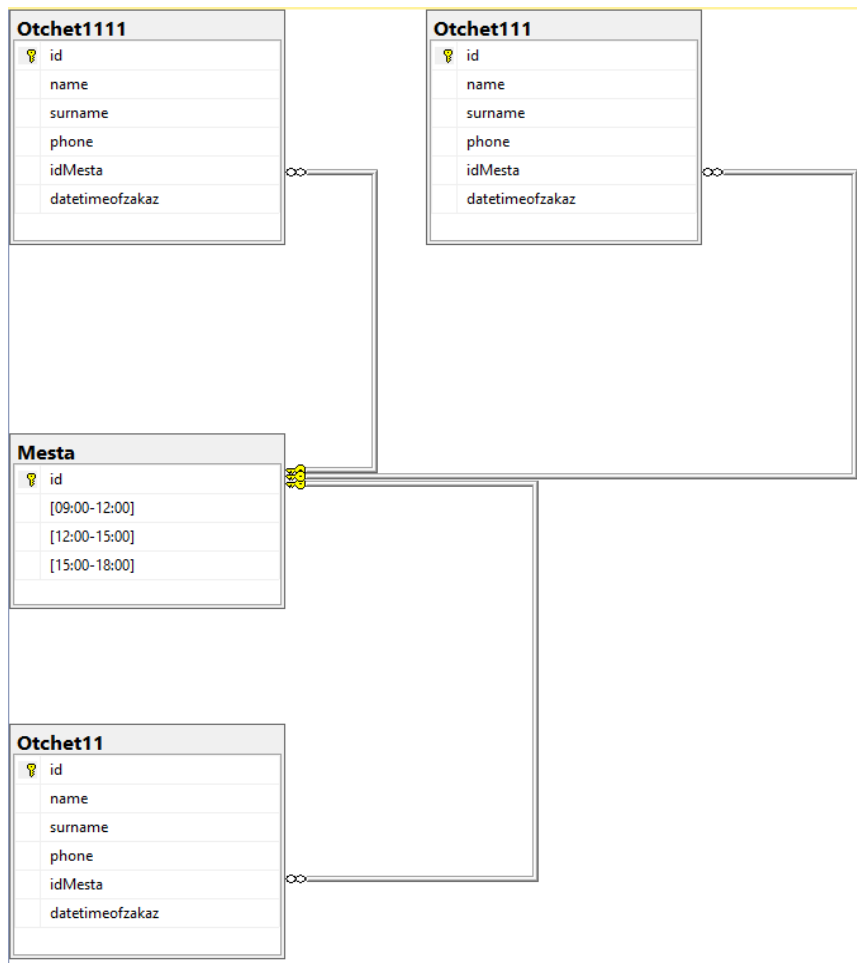 Otchet1111
id
name
surname
phone
idMesta
datetimeofzakaz
Otchet111
id
name
surname
phone
idMesta
datetimeofzakaz
Mesta
id
[09:00-12:00]
[12:00-15:00]
[15:00-18:00]
Otchet11
id
name
surname
phone
idMesta
datetimeofzakaz